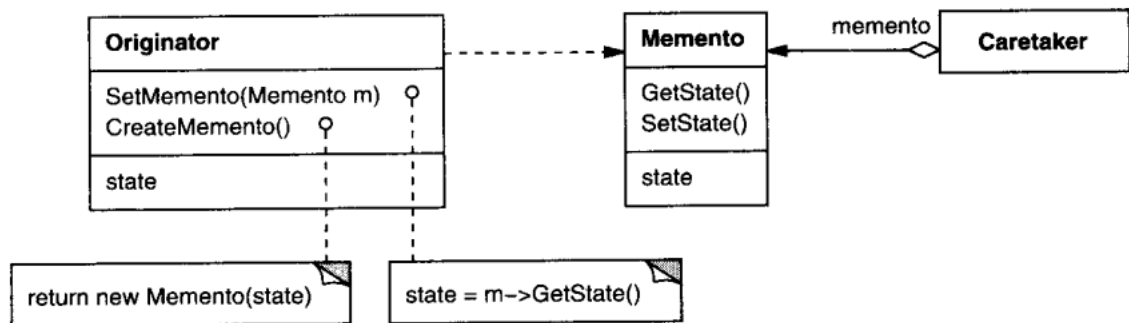 Originator
SetMemento(Memento m)
CreateMemento()
state
return new Memento(state)
state = m->GetState()
Memento
GetState()
SetState()
state
memento
Caretaker